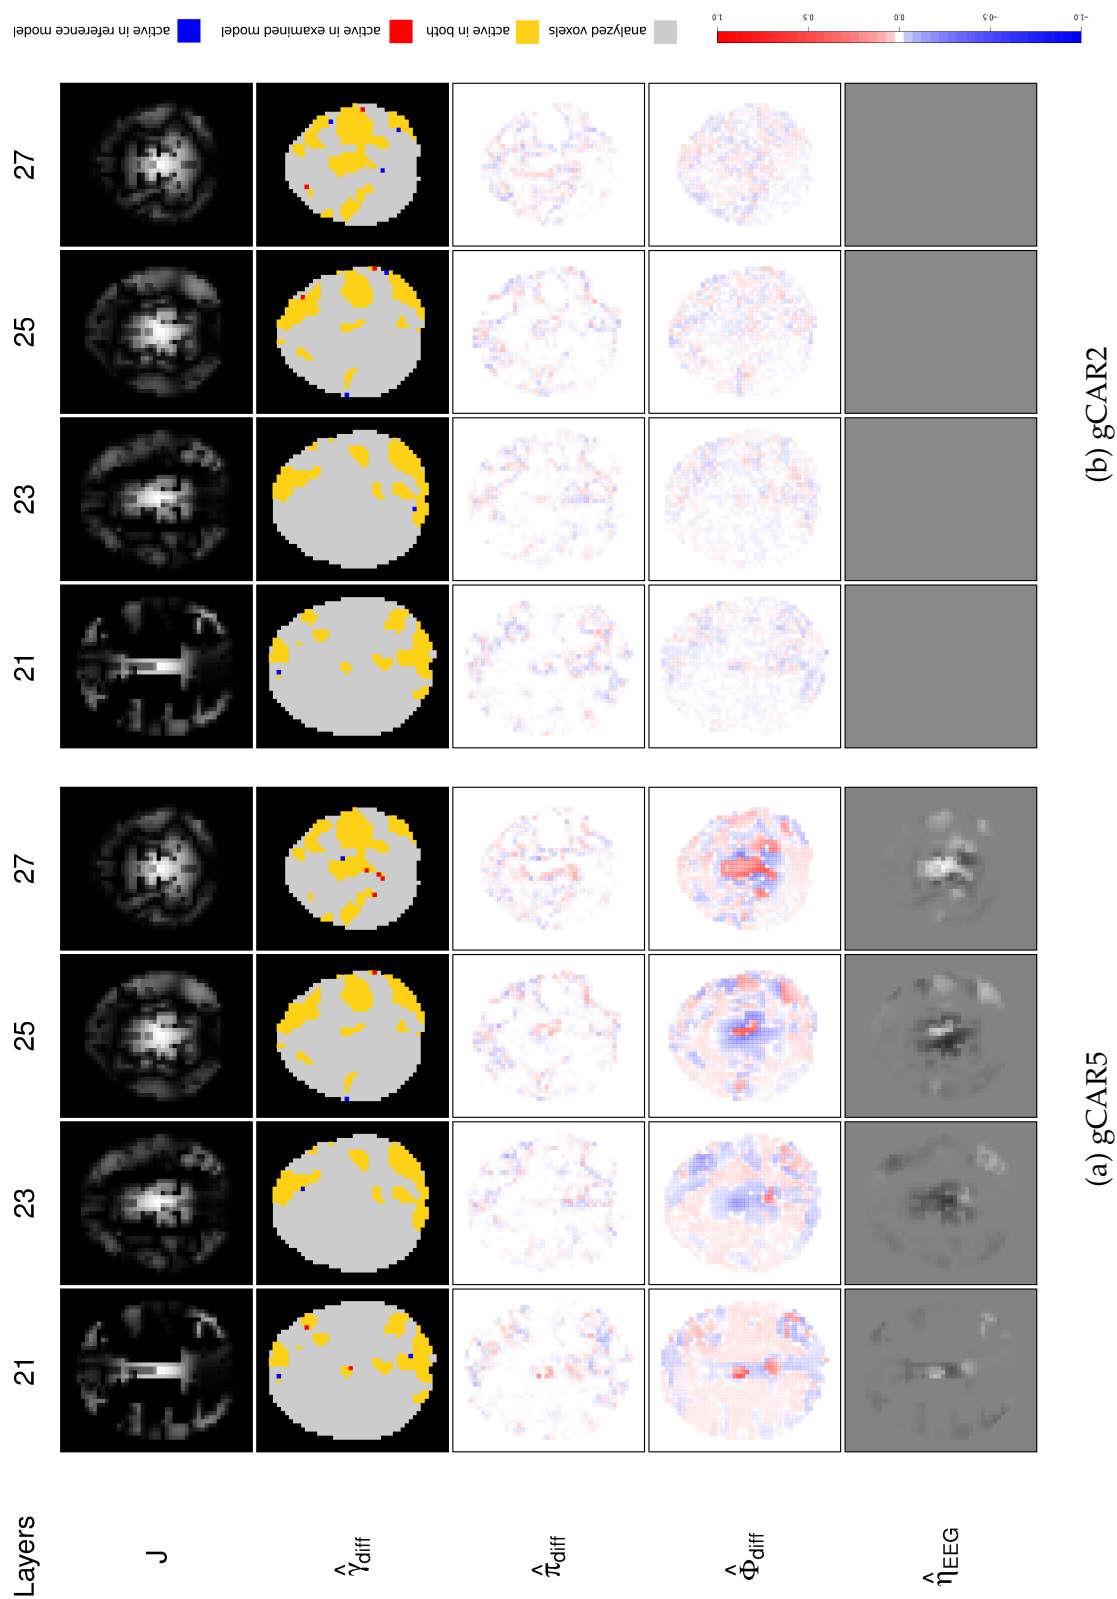 Layers
21
23
25
27
21
23
25
27
J
γ̂diff
π̂diff
Φ̂diff
η̂EEG
(a) gCAR5
(b) gCAR2
active in reference model
active in examined model
active in both
analyzed voxels
1.0
0.5
0.0
−0.5
−1.0